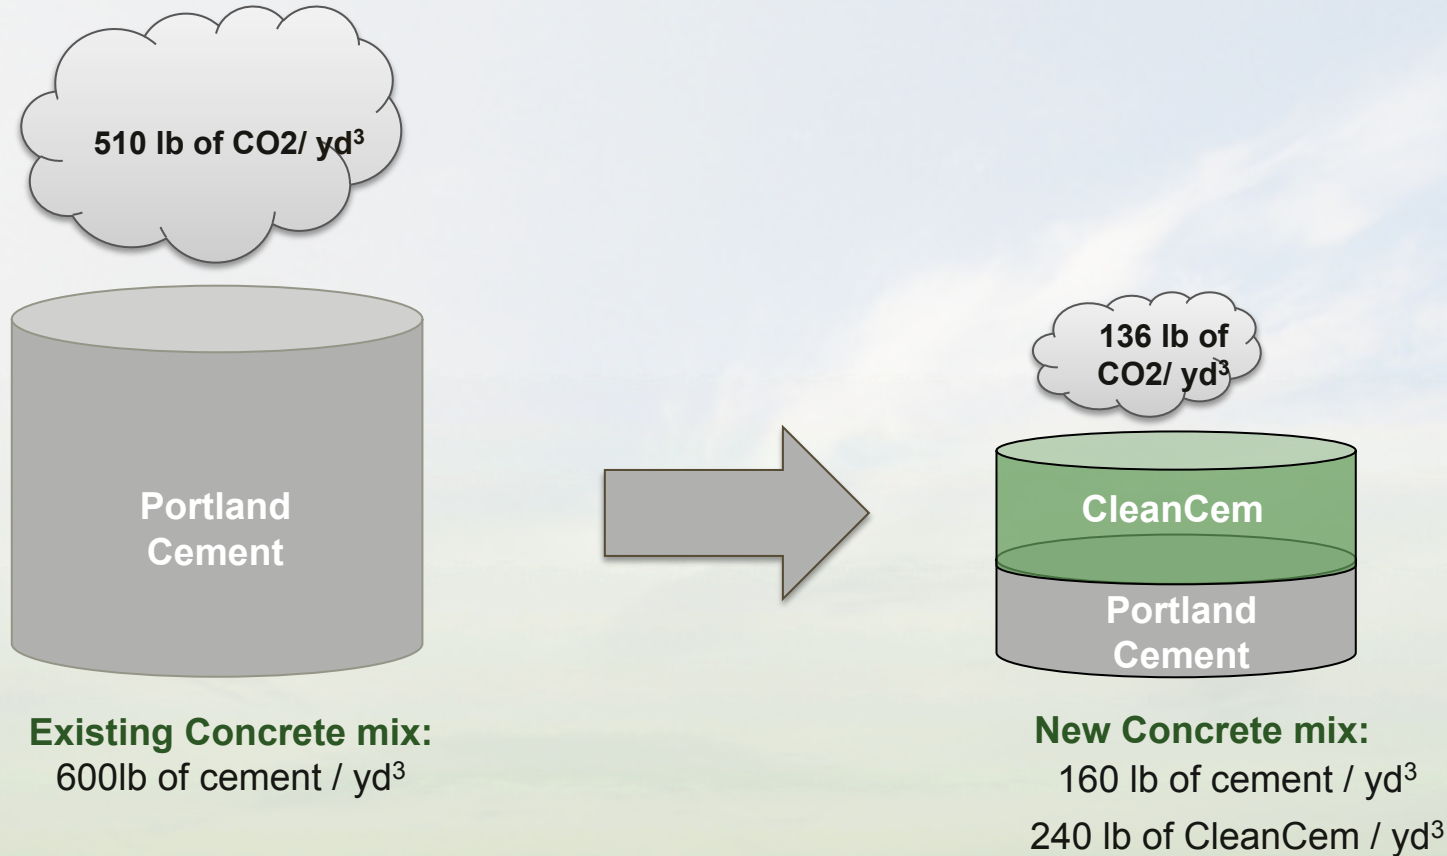 510 lb of CO2/ yd³
Portland
Cement
Existing Concrete mix:
600lb of cement / yd³
136 lb of
CO2/ yd³
CleanCem
Portland
Cement
New Concrete mix:
160 lb of cement / yd³
240 lb of CleanCem / yd³